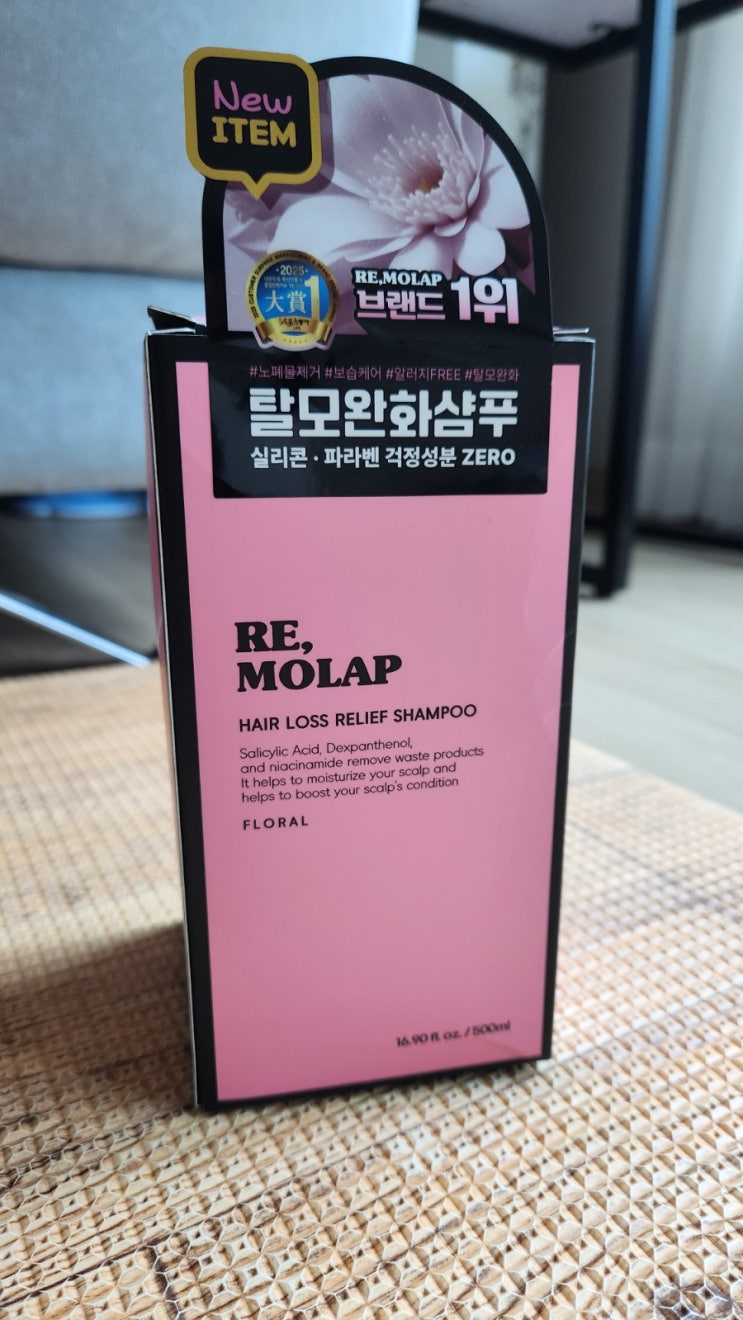 New
ITEM
2025
大賞 1
RE,MOLAP
브랜드 1위
#노폐물제거 #보습케어 #알러지FREE #탈모완화
탈모완화샴푸
실리콘 · 파라벤 걱정성분 ZERO
RE,
MOLAP
HAIR LOSS RELIEF SHAMPOO
Salicylic Acid, Dexpanthenol,
and niacinamide remove waste products
It helps to moisturize your scalp and
helps to boost your scalp's condition
FLORAL
16.90 fl. oz. / 500ml